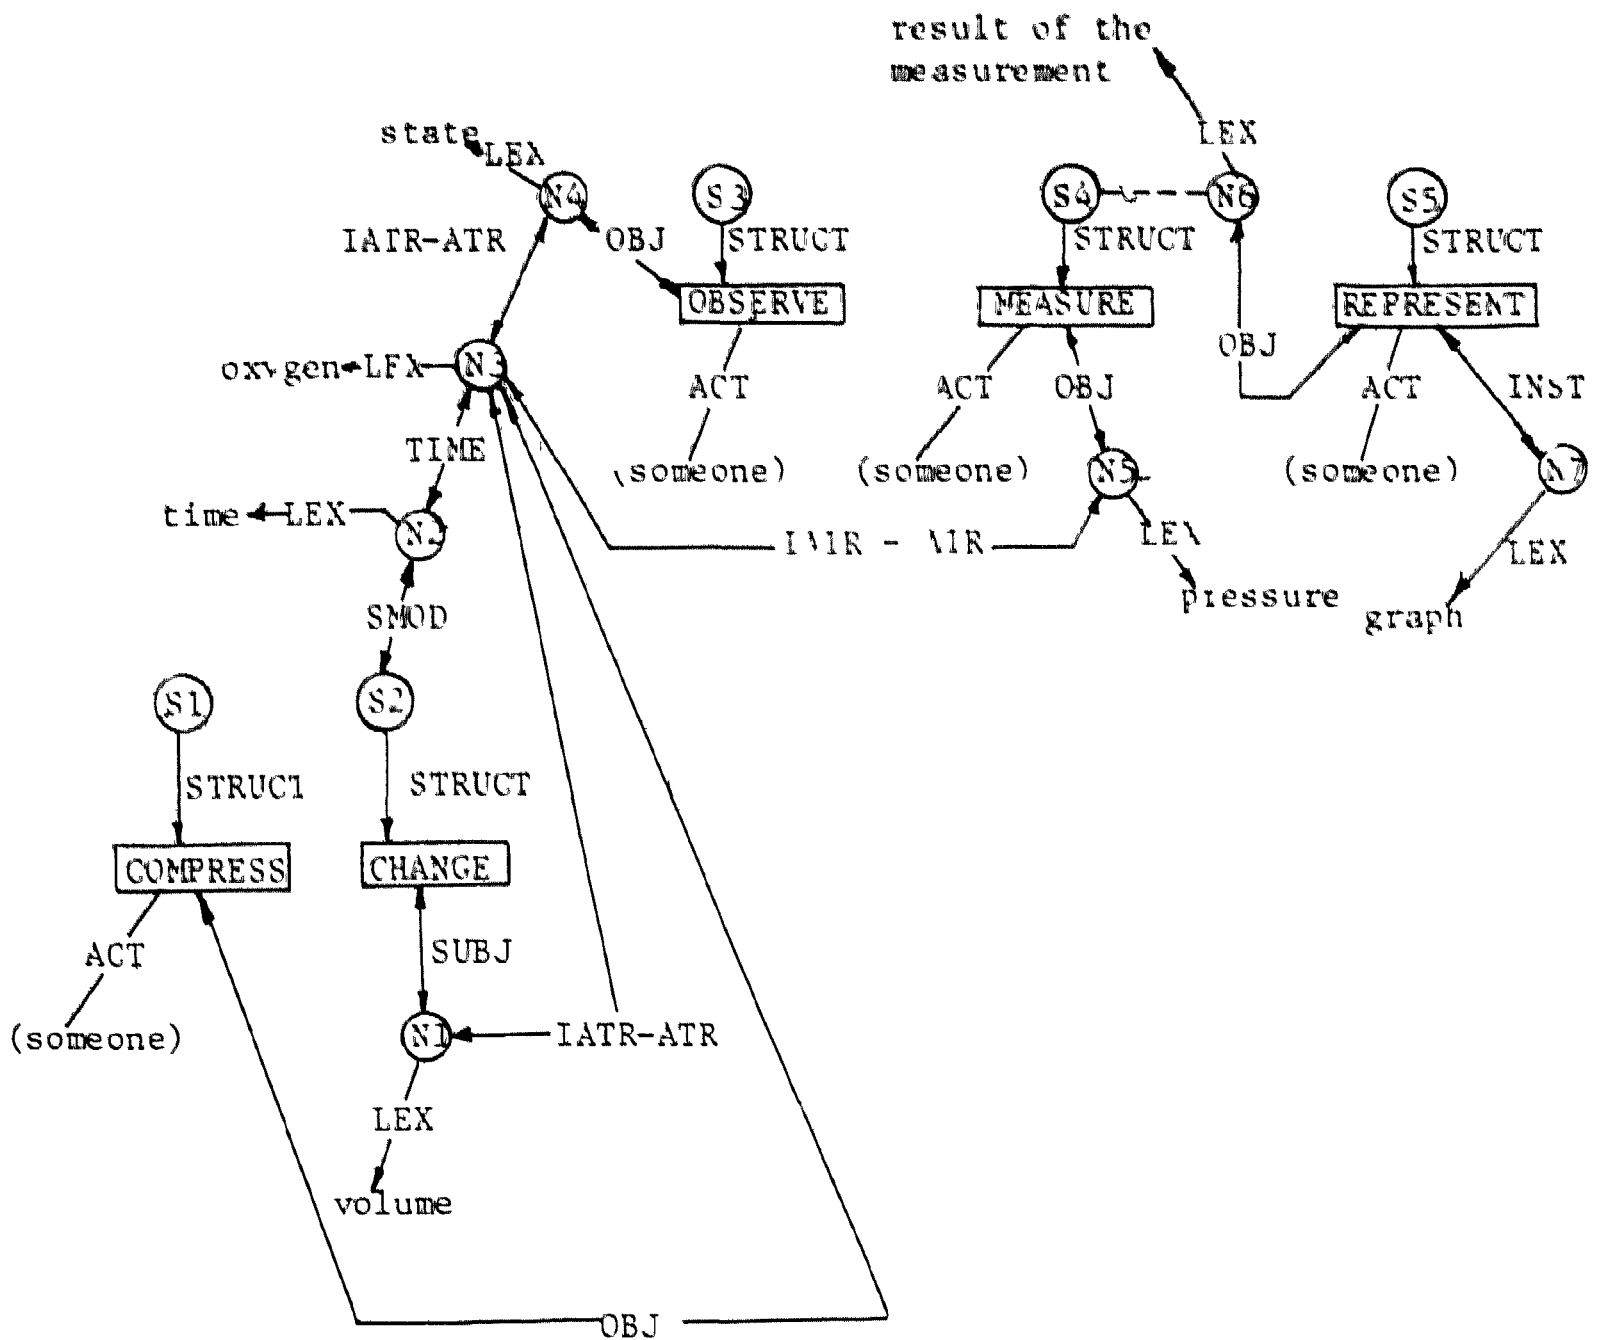 result of the
measurement
state
LEX
LEX
N4
S3
S4
N6
S5
IATR-ATR
OBJ
STRUCT
STRUCT
STRUCT
OBSERVE
MEASURE
REPRESENT
oxygen
LEX
N3
OBJ
ACT
ACT
OBJ
ACT
INST
TIME
(someone)
(someone)
N5
(someone)
N7
time
LEX
N2
IATR - ATR
LEX
LEX
pressure
graph
SMOD
S1
S2
STRUCT
STRUCT
COMPRESS
CHANGE
ACT
SUBJ
(someone)
N1
IATR-ATR
LEX
volume
OBJ